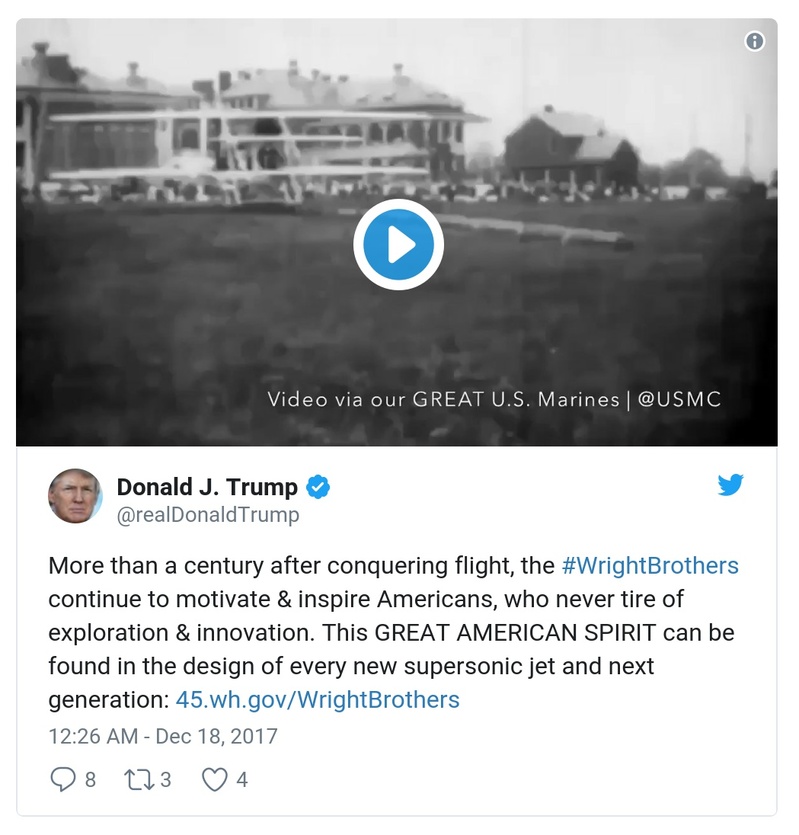 Video via our GREAT U.S. Marines | @USMC
Donald J. Trump
@realDonaldTrump
More than a century after conquering flight, the #WrightBrothers
continue to motivate & inspire Americans, who never tire of
exploration & innovation. This GREAT AMERICAN SPIRIT can be
found in the design of every new supersonic jet and next
generation: 45.wh.gov/WrightBrothers
12:26 AM - Dec 18, 2017
8 3 4